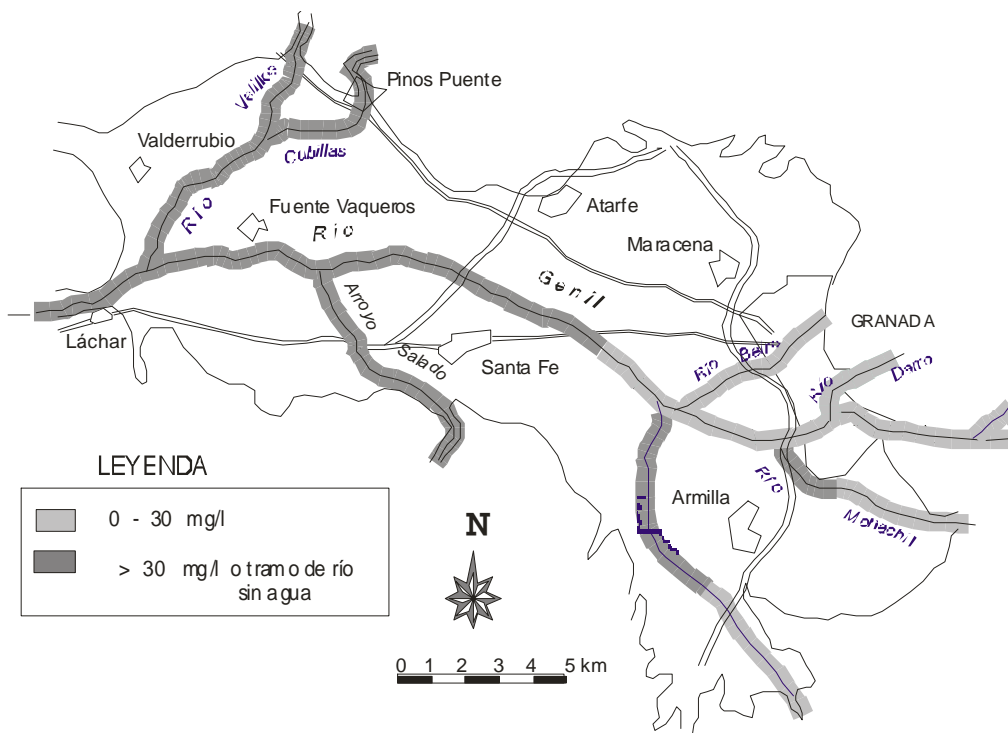 Pinos Puente
Velillos
Valderrubio
Cubillas
Río
Fuente Vaqueros
Río
Atarfe
Maracena
Genil
GRANADA
Arroyo
Salado
Láchar
Santa Fe
Río Beiro
Río
Darro
Río
Armilla
Monachil
LEYENDA
0 - 30 mg/l
> 30 mg/l o tramo de río
sin agua
N
0 1 2 3 4 5 km